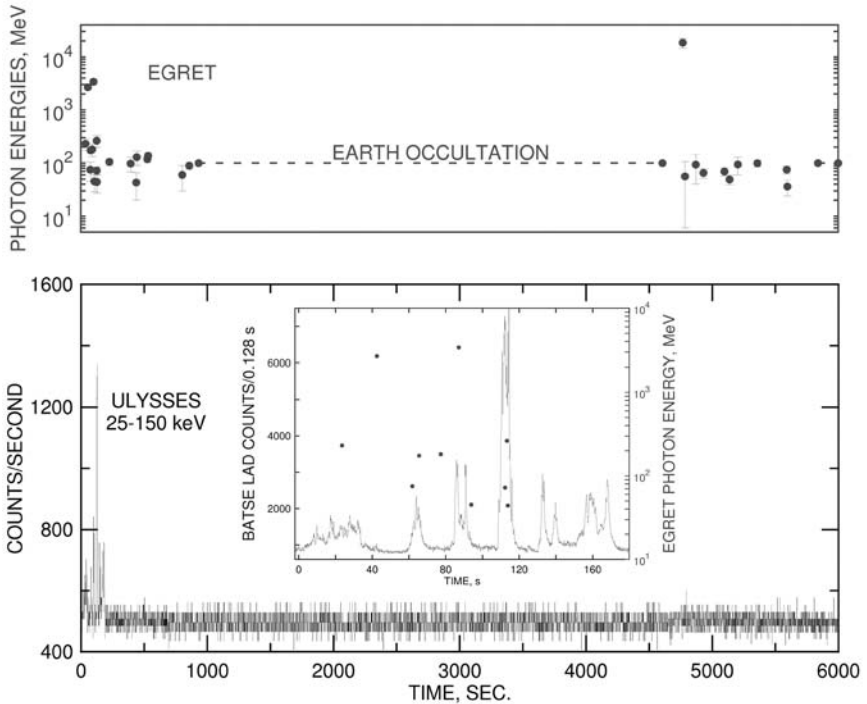 PHOTON ENERGIES, MeV
10^4
10^3
10^2
10^1
EGRET
EARTH OCCULTATION
COUNTS/SECOND
1600
1200
800
400
ULYSSES
25-150 keV
BATSE LAD COUNTS/0.128 s
6000
4000
2000
EGRET PHOTON ENERGY, MeV
10^4
10^3
10^2
10^1
0 40 80 120 160
TIME, s
0 1000 2000 3000 4000 5000 6000
TIME, SEC.